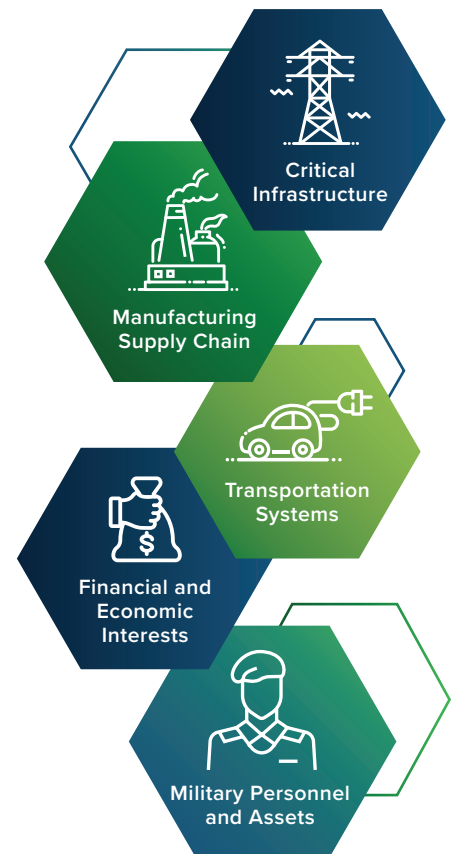 Critical
Infrastructure
Manufacturing
Supply Chain
Transportation
Systems
$
Financial and
Economic
Interests
Military Personnel
and Assets